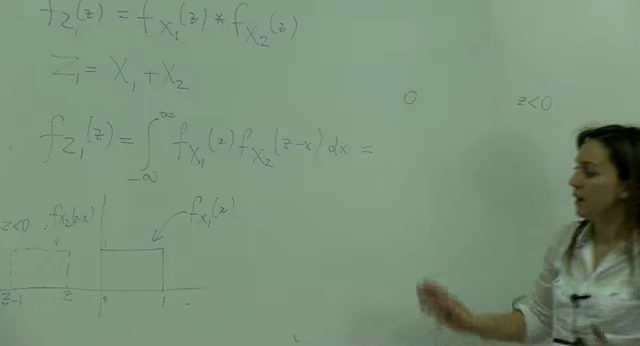 f_{Z_1}(z) = f_{X_1}(z) * f_{X_2}(z)
Z_1 = X_1 + X_2
0 z<0
f_{Z_1}(z) = ∫_{-∞}^{∞} f_{X_1}(x) f_{X_2}(z-x) dx =
z<0 f_{X_2}(z-x) f_{X_1}(x)
z-1 z 0 1